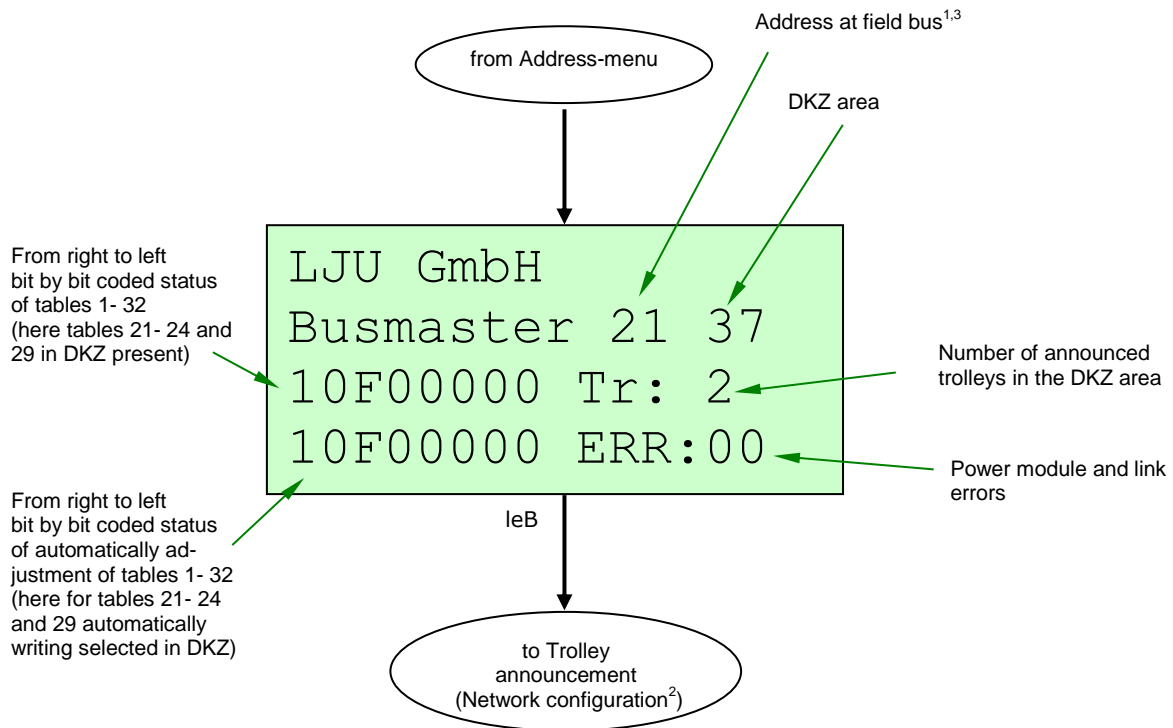 Address at field bus1,3
from Address-menu
DKZ area
From right to left
bit by bit coded status
of tables 1- 32
(here tables 21- 24 and
29 in DKZ present)
LJU GmbH
Busmaster 21 37
10F00000 Tr: 2
10F00000 ERR:00
Number of announced
trolleys in the DKZ area
Power module and link
errors
From right to left
bit by bit coded status
of automatically ad-
justment of tables 1- 32
(here for tables 21- 24
and 29 automatically
writing selected in DKZ)
leB
to Trolley
announcement
(Network configuration2)